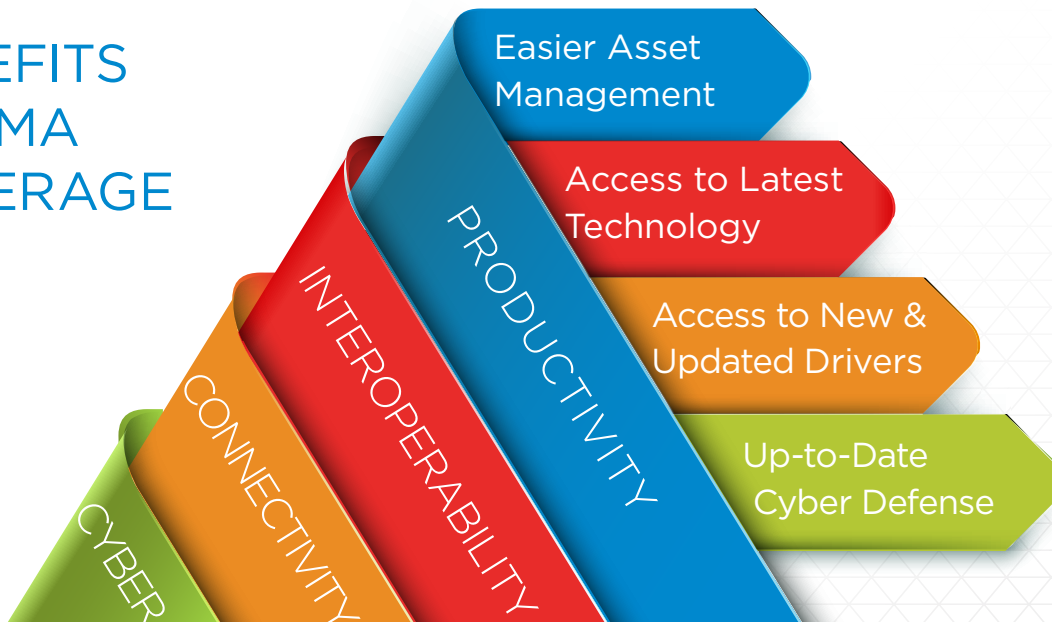 EFITS
MA
ERAGE
Easier Asset
Management
Access to Latest
Technology
Access to New &
Updated Drivers
Up-to-Date
Cyber Defense
PRODUCTIVITY
INTEROPERABILITY
CONNECTIVITY
CYBER